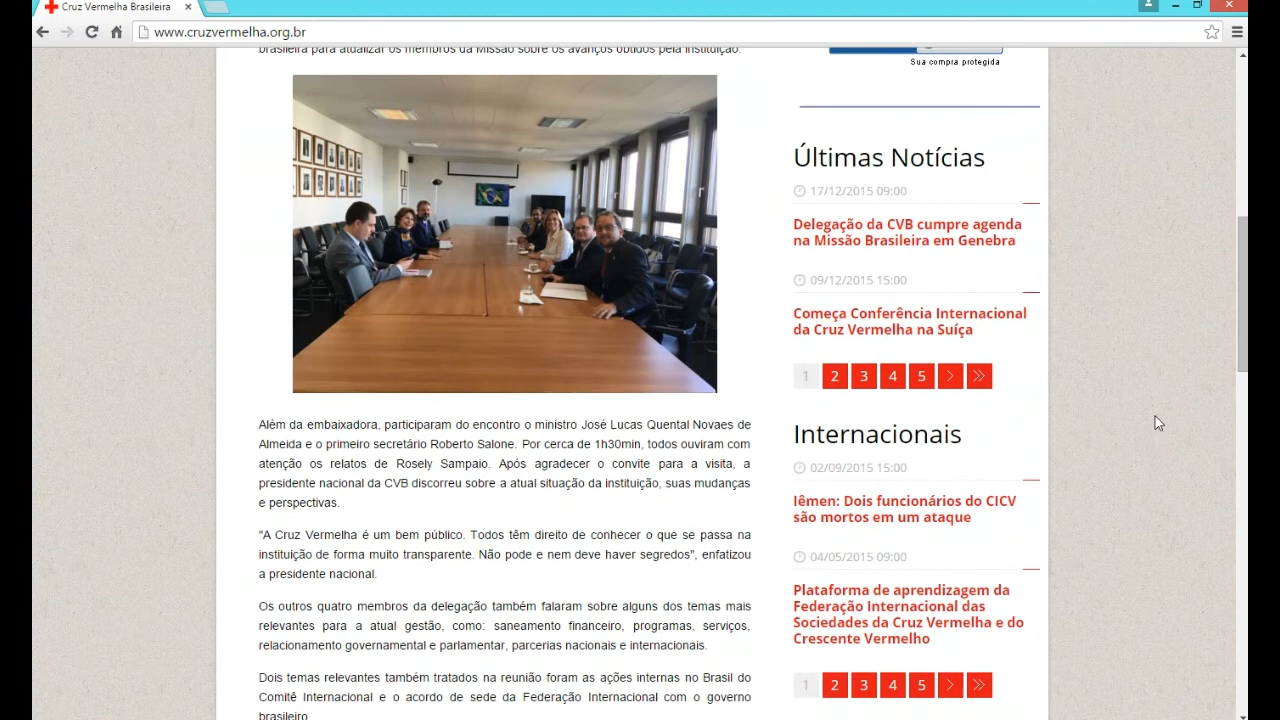 Cruz Vermelha Brasileira
www.cruzvermelha.org.br
brasileira para atualizar os membros da Missão sobre os avanços obtidos pela instituição.
Além da embaixadora, participaram do encontro o ministro José Lucas Quental Novaes de
Almeida e o primeiro secretário Roberto Salone. Por cerca de 1h30min, todos ouviram com
atenção os relatos de Rosely Sampaio. Após agradecer o convite para a visita, a
presidente nacional da CVB discorreu sobre a atual situação da instituição, suas mudanças
e perspectivas.
"A Cruz Vermelha é um bem público. Todos têm direito de conhecer o que se passa na
instituição de forma muito transparente. Não pode e nem deve haver segredos", enfatizou
a presidente nacional.
Os outros quatro membros da delegação também falaram sobre alguns dos temas mais
relevantes para a atual gestão, como: saneamento financeiro, programas, serviços,
relacionamento governamental e parlamentar, parcerias nacionais e internacionais.
Dois temas relevantes também tratados na reunião foram as ações internas no Brasil do
Comitê Internacional e o acordo de sede da Federação Internacional com o governo
brasileiro
Sua compra protegida
Últimas Notícias
17/12/2015 09:00
Delegação da CVB cumpre agenda
na Missão Brasileira em Genebra
09/12/2015 15:00
Começa Conferência Internacional
da Cruz Vermelha na Suíça
1 2 3 4 5
Internacionais
02/09/2015 15:00
Iêmen: Dois funcionários do CICV
são mortos em um ataque
04/05/2015 09:00
Plataforma de aprendizagem da
Federação Internacional das
Sociedades da Cruz Vermelha e do
Crescente Vermelho
1 2 3 4 5